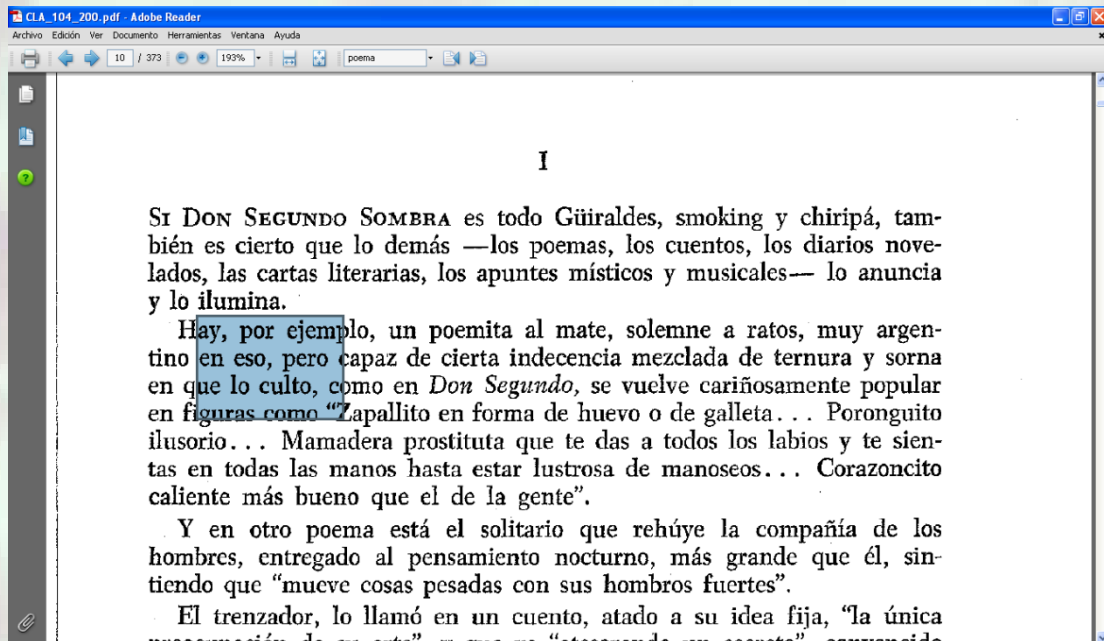 CLA_104_200.pdf - Adobe Reader
Archivo Edición Ver Documento Herramientas Ventana Ayuda
10 / 373 193% poema
I
SI DON SEGUNDO SOMBRA es todo Güiraldes, smoking y chiripá, tam-
bién es cierto que lo demás —los poemas, los cuentos, los diarios nove-
lados, las cartas literarias, los apuntes místicos y musicales— lo anuncia
y lo ilumina.
Hay, por ejemplo, un poemita al mate, solemne a ratos, muy argen-
tino en eso, pero capaz de cierta indecencia mezclada de ternura y sorna
en que lo culto, como en Don Segundo, se vuelve cariñosamente popular
en figuras como “Zapallito en forma de huevo o de galleta... Poronguito
ilusorio... Mamadera prostituta que te das a todos los labios y te sien-
tas en todas las manos hasta estar lustrosa de manoseos... Corazoncito
caliente más bueno que el de la gente”.
Y en otro poema está el solitario que rehúye la compañía de los
hombres, entregado al pensamiento nocturno, más grande que él, sin-
tiendo que “mueve cosas pesadas con sus hombros fuertes”.
El trenzador, lo llamó en un cuento, atado a su idea fija, “la única